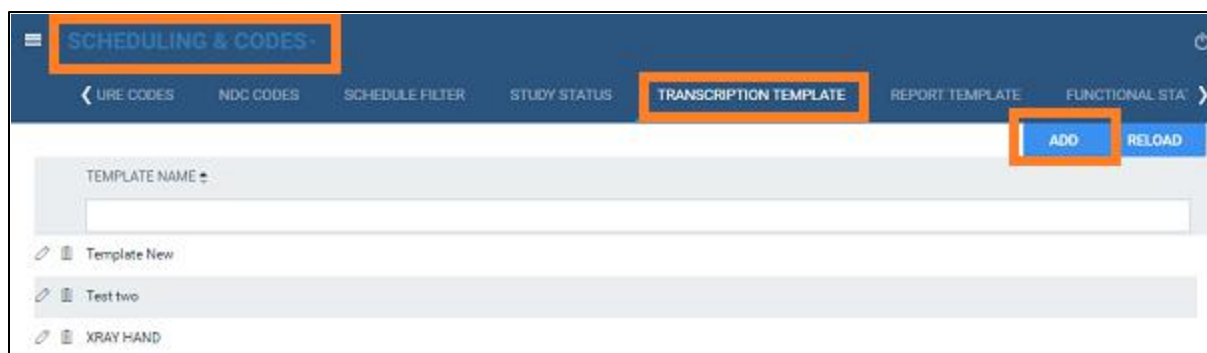 SCHEDULING & CODES-
URE CODES NDC CODES SCHEDULE FILTER STUDY STATUS TRANSCRIPTION TEMPLATE REPORT TEMPLATE FUNCTIONAL STA
ADD RELOAD
TEMPLATE NAME
Template New
Test two
XRAY HAND